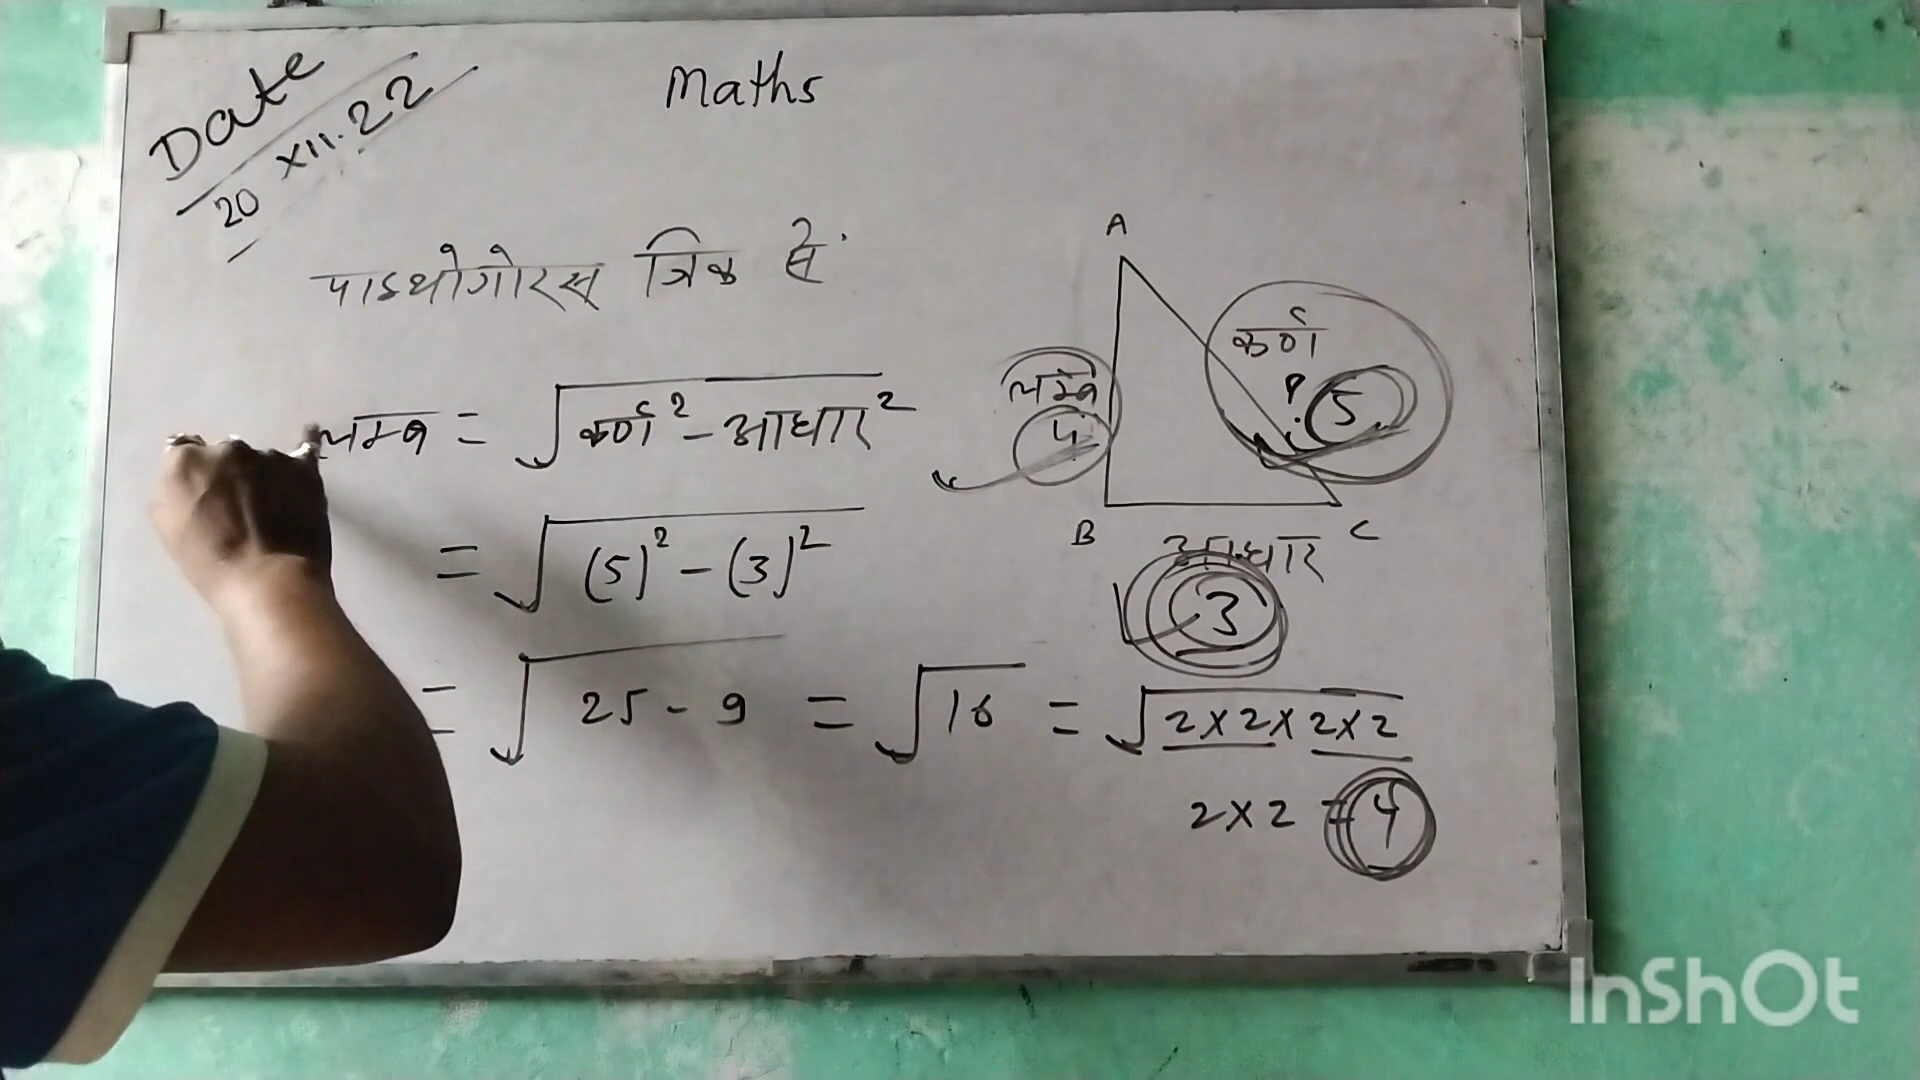 Maths
Date
20 XII.22
पाइथोगोरस त्रिक से.
A
कर्ण
? 5
लम्ब
4
B
C
आधार
3
लम्ब = √कर्ण² - आधार²
= √(5)² - (3)²
= √25 - 9 = √16 = √2×2×2×2
2×2 = 4
InShOt